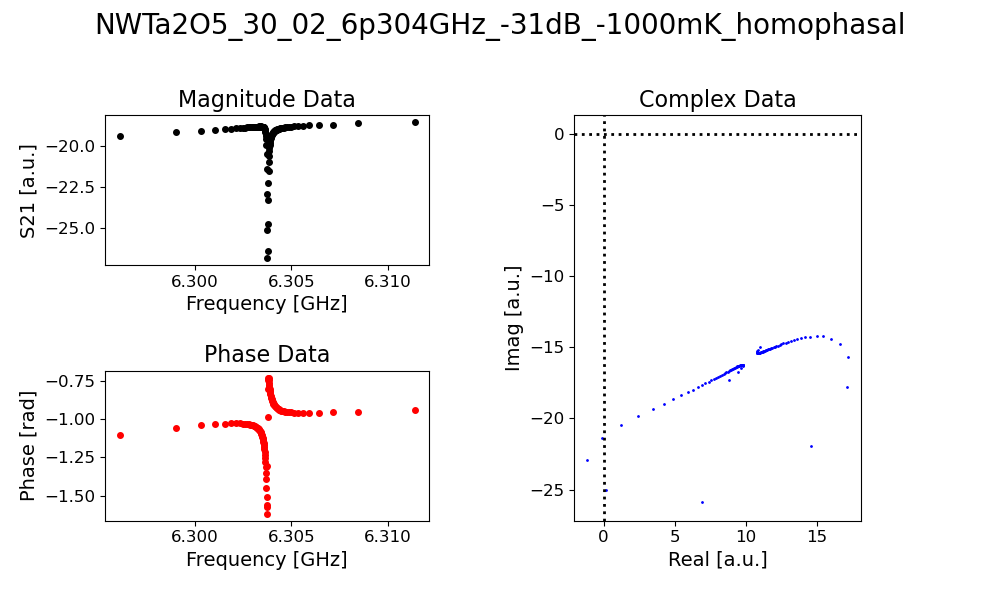 NWTa2O5_30_02_6p304GHz_-31dB_-1000mK_homophasal
Magnitude Data
S21 [a.u.]
−20.0
−22.5
−25.0
6.300 6.305 6.310
Frequency [GHz]
Phase Data
Phase [rad]
−0.75
−1.00
−1.25
−1.50
6.300 6.305 6.310
Frequency [GHz]
Complex Data
Imag [a.u.]
0
−5
−10
−15
−20
−25
0 5 10 15
Real [a.u.]